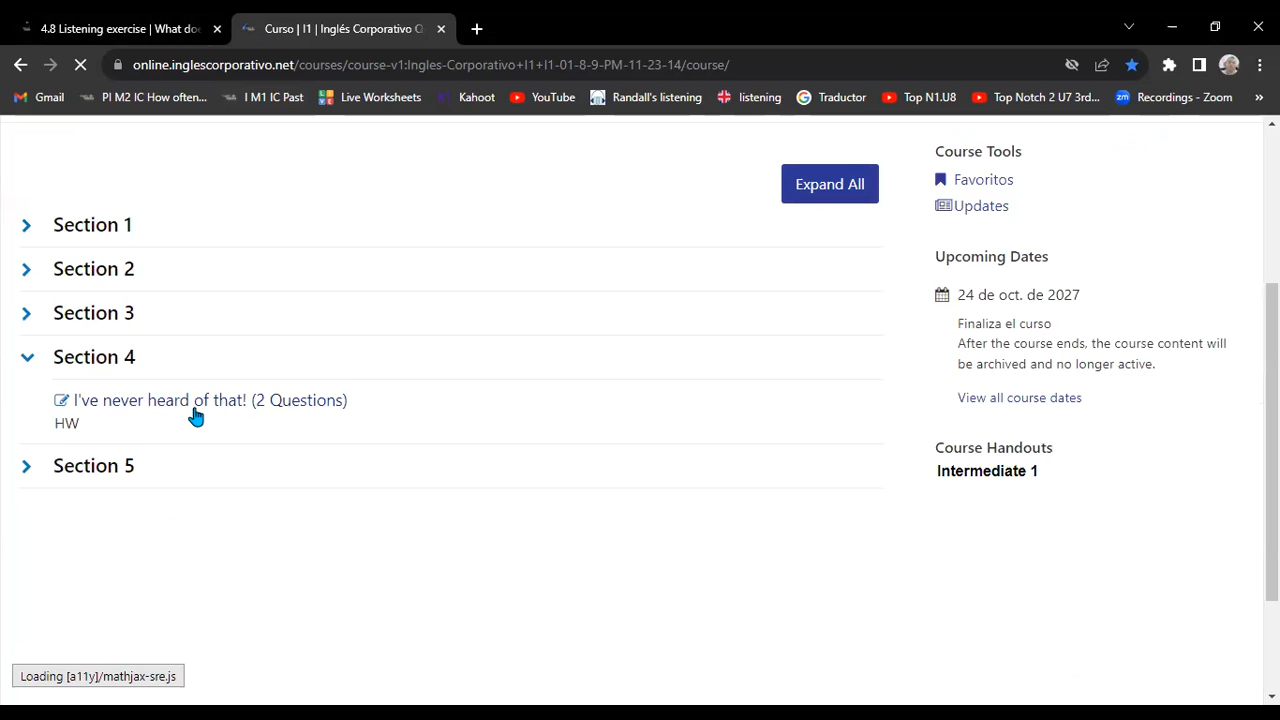 4.8 Listening exercise | What doe
Curso | I1 | Inglés Corporativo O
online.inglescorporativo.net/courses/course-v1:Ingles-Corporativo+I1+I1-01-8-9-PM-11-23-14/course/
Gmail PI M2 IC How often... I M1 IC Past Live Worksheets Kahoot YouTube Randall's listening listening Traductor Top N1.U8 Top Notch 2 U7 3rd... Recordings - Zoom »
Expand All
Section 1
Section 2
Section 3
Section 4
I've never heard of that! (2 Questions)
HW
Section 5
Course Tools
Favoritos
Updates
Upcoming Dates
24 de oct. de 2027
Finaliza el curso
After the course ends, the course content will
be archived and no longer active.
View all course dates
Course Handouts
Intermediate 1
Loading [a11y]/mathjax-sre.js